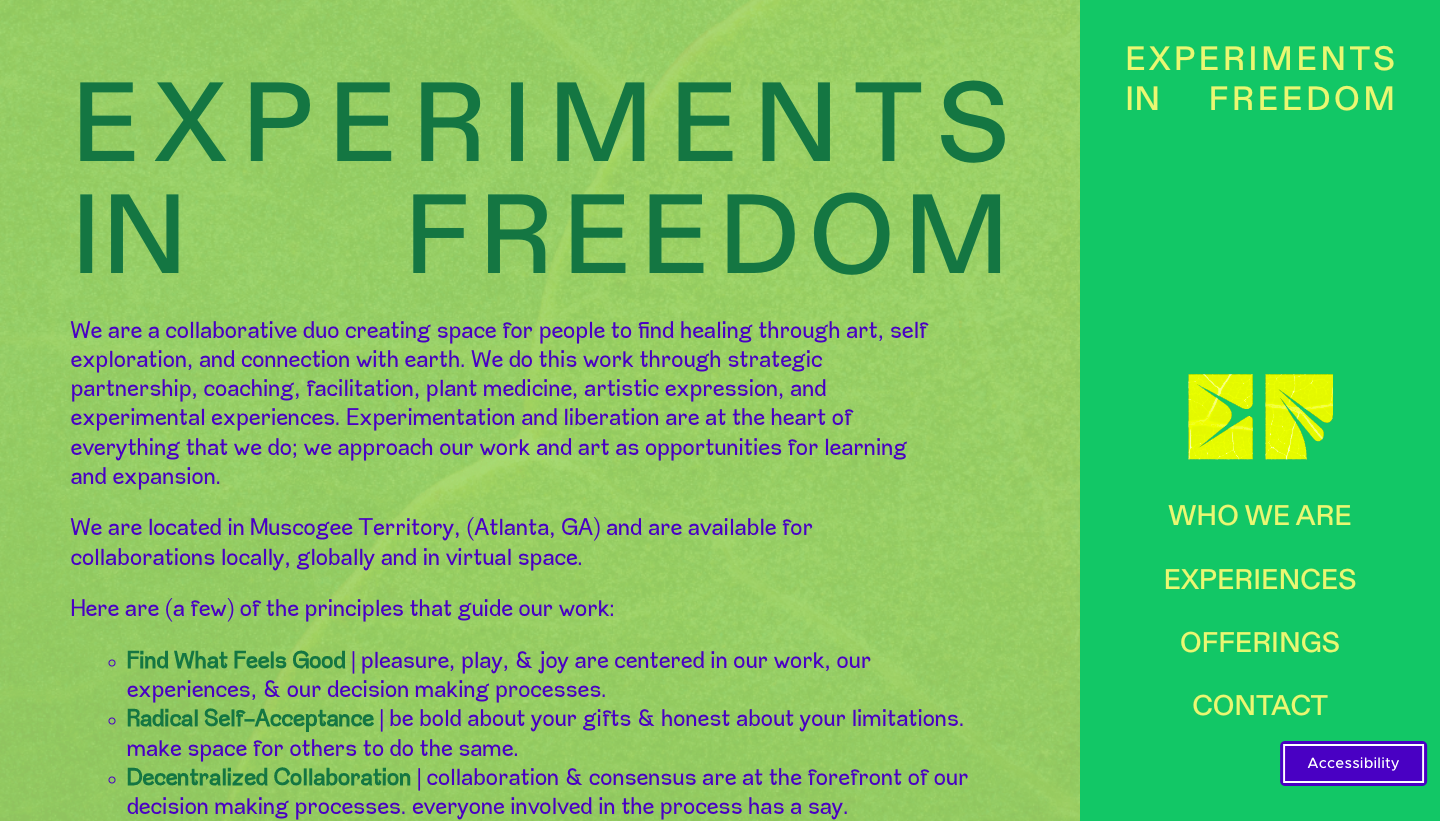 EXPERIMENTS
IN FREEDOM
We are a collaborative duo creating space for people to find healing through art, self
exploration, and connection with earth. We do this work through strategic
partnership, coaching, facilitation, plant medicine, artistic expression, and
experimental experiences. Experimentation and liberation are at the heart of
everything that we do; we approach our work and art as opportunities for learning
and expansion.
We are located in Muscogee Territory, (Atlanta, GA) and are available for
collaborations locally, globally and in virtual space.
Here are (a few) of the principles that guide our work:
Find What Feels Good | pleasure, play, & joy are centered in our work, our
experiences, & our decision making processes.
Radical Self-Acceptance | be bold about your gifts & honest about your limitations.
make space for others to do the same.
Decentralized Collaboration | collaboration & consensus are at the forefront of our
decision making processes. everyone involved in the process has a say.
EXPERIMENTS
IN FREEDOM
WHO WE ARE
EXPERIENCES
OFFERINGS
CONTACT
Accessibility